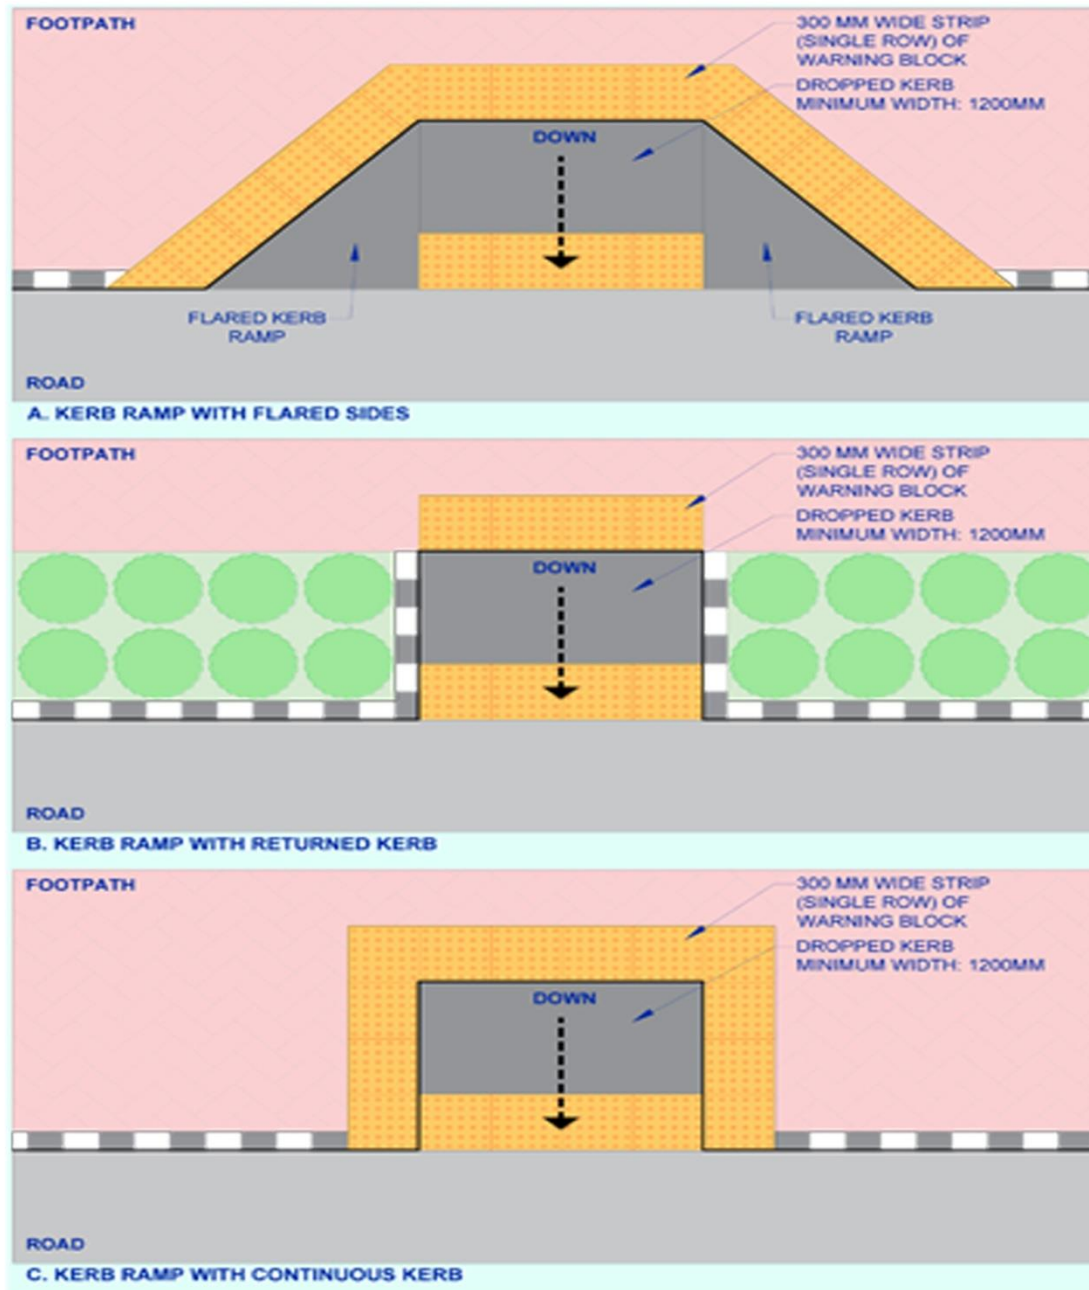 FOOTPATH
300 MM WIDE STRIP
(SINGLE ROW) OF
WARNING BLOCK
DROPPED KERB
MINIMUM WIDTH: 1200MM
DOWN
FLARED KERB
RAMP
FLARED KERB
RAMP
ROAD
A. KERB RAMP WITH FLARED SIDES
FOOTPATH
300 MM WIDE STRIP
(SINGLE ROW) OF
WARNING BLOCK
DROPPED KERB
MINIMUM WIDTH: 1200MM
DOWN
ROAD
B. KERB RAMP WITH RETURNED KERB
FOOTPATH
300 MM WIDE STRIP
(SINGLE ROW) OF
WARNING BLOCK
DROPPED KERB
MINIMUM WIDTH: 1200MM
DOWN
ROAD
C. KERB RAMP WITH CONTINUOUS KERB